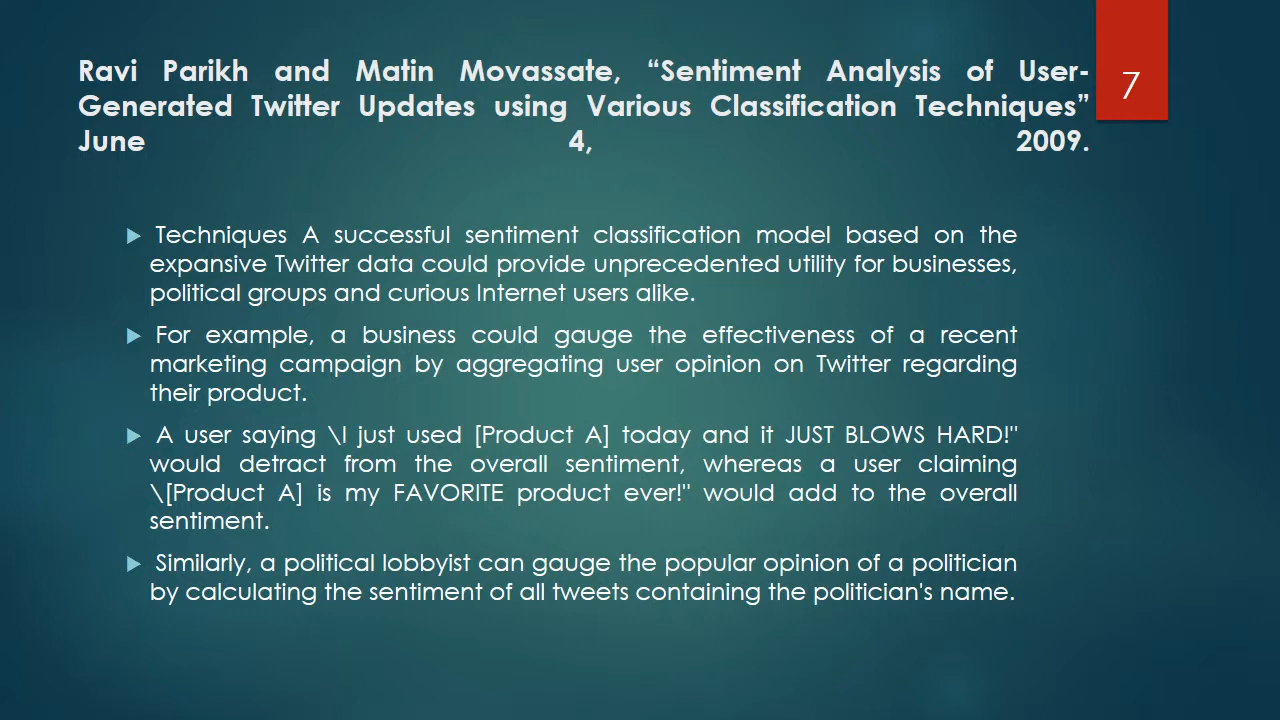 Ravi Parikh and Matin Movassate, “Sentiment Analysis of User-
Generated Twitter Updates using Various Classification Techniques”
June 4, 2009.
7
Techniques A successful sentiment classification model based on the
expansive Twitter data could provide unprecedented utility for businesses,
political groups and curious Internet users alike.
For example, a business could gauge the effectiveness of a recent
marketing campaign by aggregating user opinion on Twitter regarding
their product.
A user saying \I just used [Product A] today and it JUST BLOWS HARD!"
would detract from the overall sentiment, whereas a user claiming
\[Product A] is my FAVORITE product ever!" would add to the overall
sentiment.
Similarly, a political lobbyist can gauge the popular opinion of a politician
by calculating the sentiment of all tweets containing the politician's name.